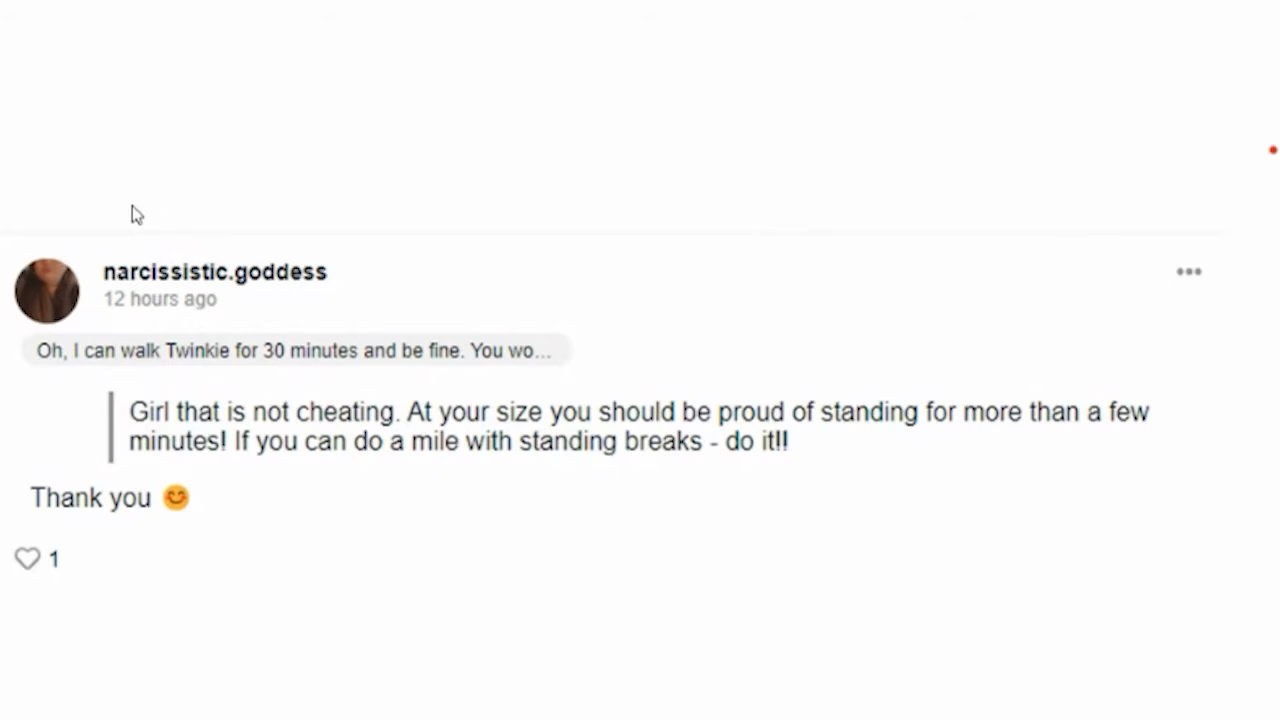 narcissistic.goddess
12 hours ago
Oh, I can walk Twinkie for 30 minutes and be fine. You wo...
Girl that is not cheating. At your size you should be proud of standing for more than a few
minutes! If you can do a mile with standing breaks - do it!!
Thank you 😊
1